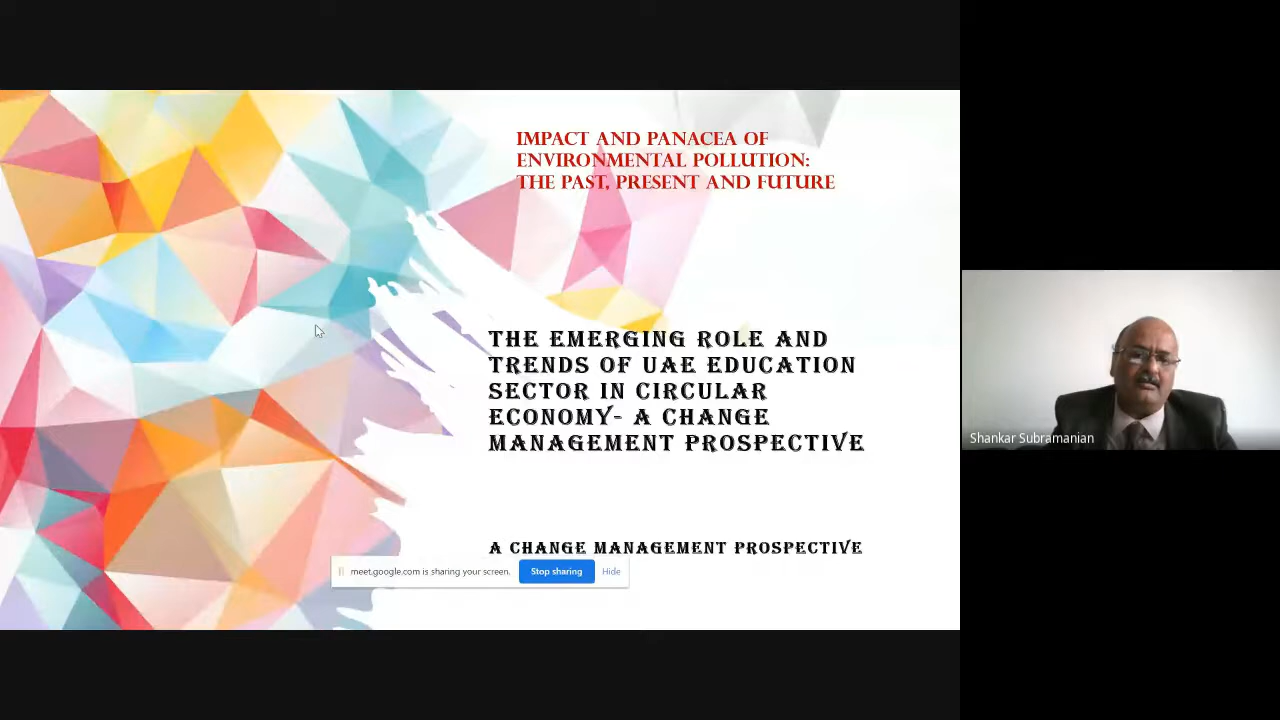 IMPACT AND PANACEA OF
ENVIRONMENTAL POLLUTION:
THE PAST, PRESENT AND FUTURE
THE EMERGING ROLE AND
TRENDS OF UAE EDUCATION
SECTOR IN CIRCULAR
ECONOMY- A CHANGE
MANAGEMENT PROSPECTIVE
A CHANGE MANAGEMENT PROSPECTIVE
meet.google.com is sharing your screen.
Stop sharing
Hide
Shankar Subramanian